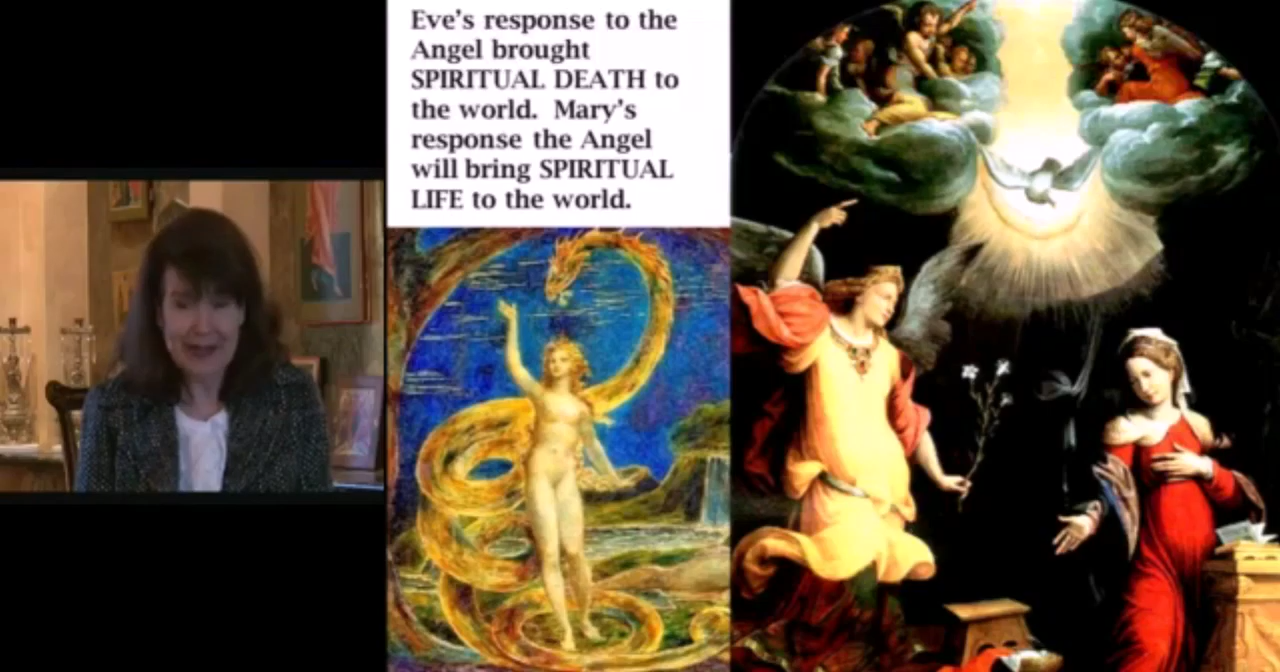 Eve's response to the
Angel brought
SPIRITUAL DEATH to
the world.  Mary's
response the Angel
will bring SPIRITUAL
LIFE to the world.